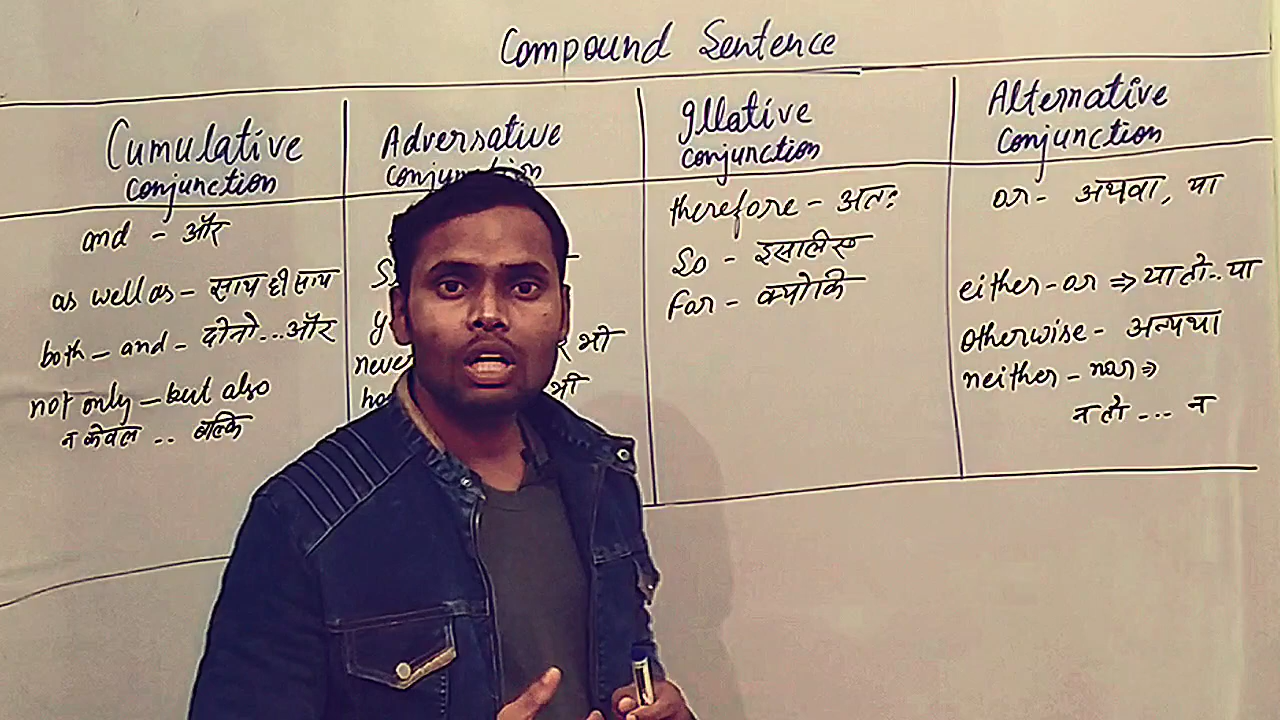 Compound Sentence
Cumulative
conjunction
and - और
as well as - साथ ही साथ
both - and - दोनो...और
not only - but also
न केवल .. बल्कि
Adversative
Illative
conjunction
therefore - अतः
So - इसलिए
For - क्योकि
Alternative
conjunction
or - अथवा, या
either - or ⇒ या तो..या
otherwise - अन्यथा
neither - nor ⇒
न तो ... न